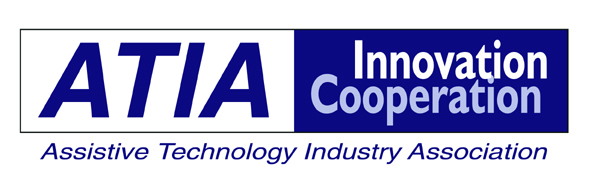 ATIA
Innovation
Cooperation
Assistive Technology Industry Association